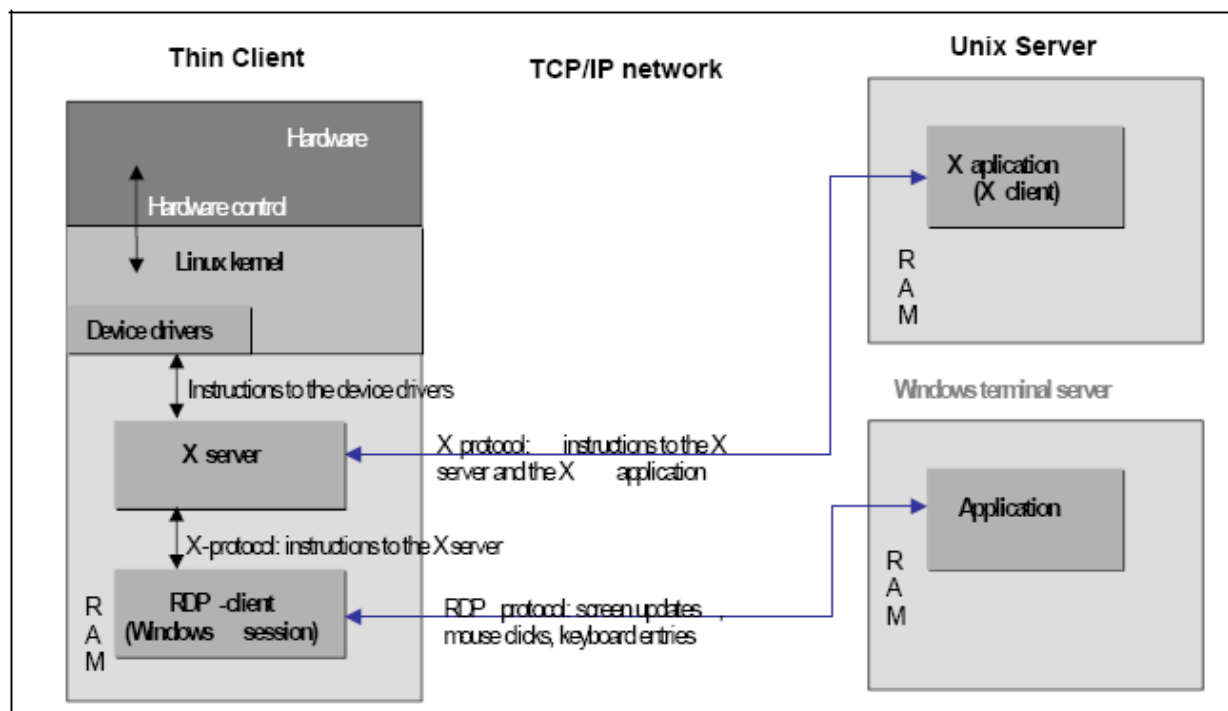 Thin Client
TCP/IP network
Unix Server
Hardware
Hardware control
Linux kernel
Device drivers
Instructions to the device drivers
X server
X-protocol: instructions to the X server
RDP -client
(Windows session)
R
A
M
X protocol: instructions to the X
server and the X application
RDP protocol: screen updates ,
mouse clicks, keyboard entries
X aplication
(X client)
R
A
M
Windows terminal server
Application
R
A
M